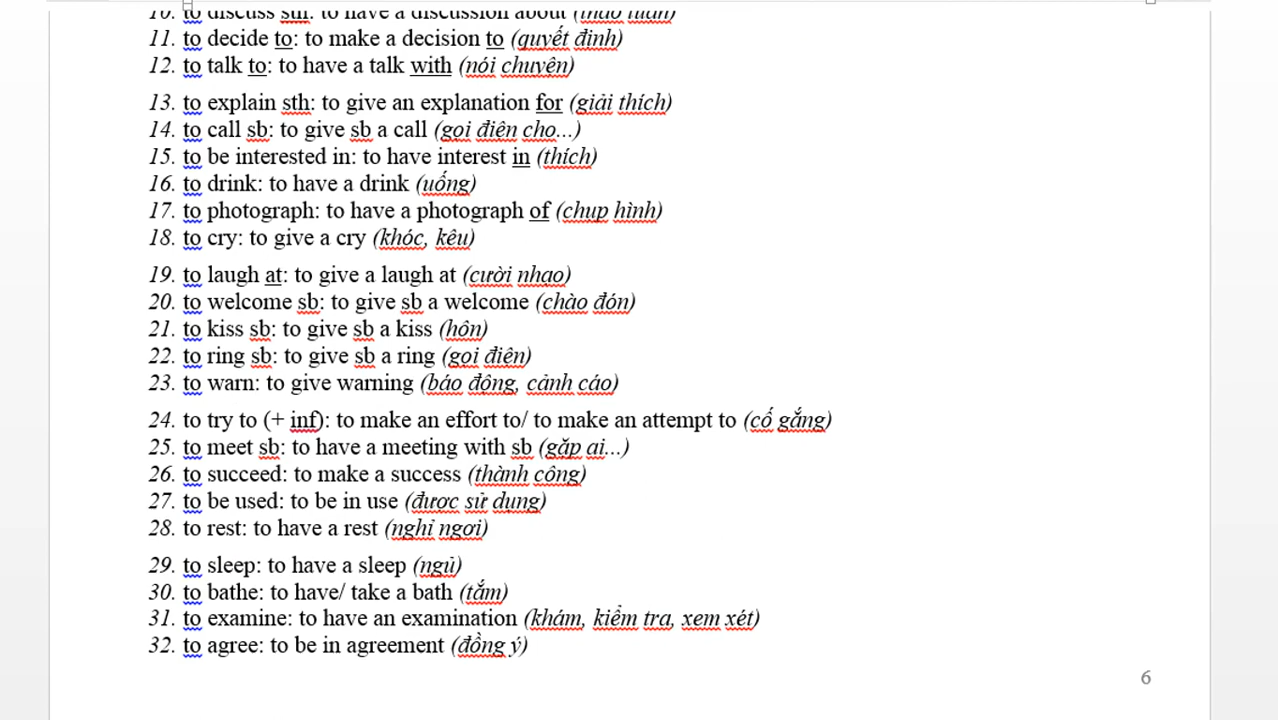 10. to discuss sth: to have a discussion about (thảo luận)
11. to decide to: to make a decision to (quyết định)
12. to talk to: to have a talk with (nói chuyện)
13. to explain sth: to give an explanation for (giải thích)
14. to call sb: to give sb a call (gọi điện cho...)
15. to be interested in: to have interest in (thích)
16. to drink: to have a drink (uống)
17. to photograph: to have a photograph of (chụp hình)
18. to cry: to give a cry (khóc, kêu)
19. to laugh at: to give a laugh at (cười nhạo)
20. to welcome sb: to give sb a welcome (chào đón)
21. to kiss sb: to give sb a kiss (hôn)
22. to ring sb: to give sb a ring (gọi điện)
23. to warn: to give warning (báo động, cảnh cáo)
24. to try to (+ inf): to make an effort to/ to make an attempt to (cố gắng)
25. to meet sb: to have a meeting with sb (gặp ai...)
26. to succeed: to make a success (thành công)
27. to be used: to be in use (được sử dụng)
28. to rest: to have a rest (nghỉ ngơi)
29. to sleep: to have a sleep (ngủ)
30. to bathe: to have/ take a bath (tắm)
31. to examine: to have an examination (khám, kiểm tra, xem xét)
32. to agree: to be in agreement (đồng ý)
6